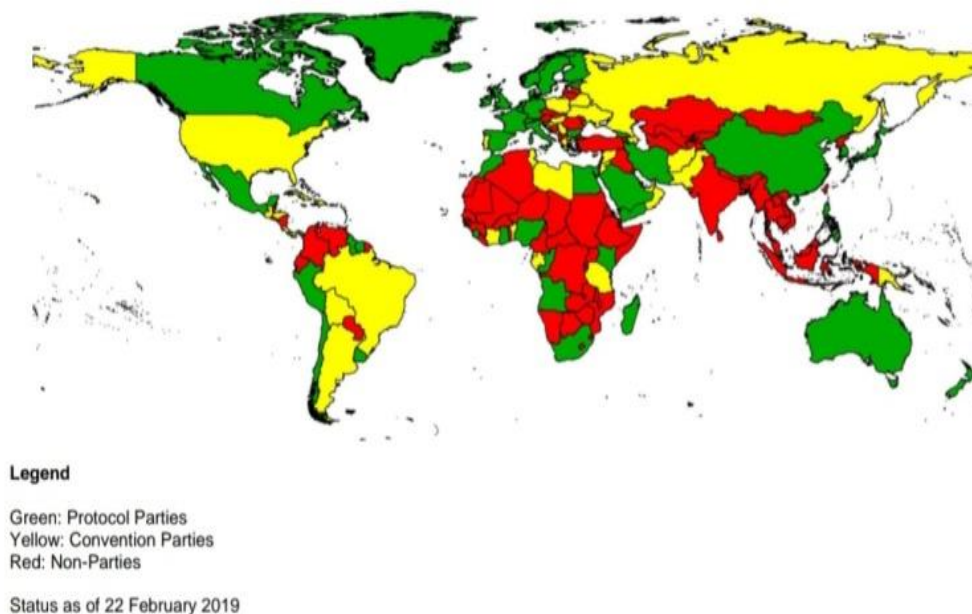 Legend
Green: Protocol Parties
Yellow: Convention Parties
Red: Non-Parties
Status as of 22 February 2019